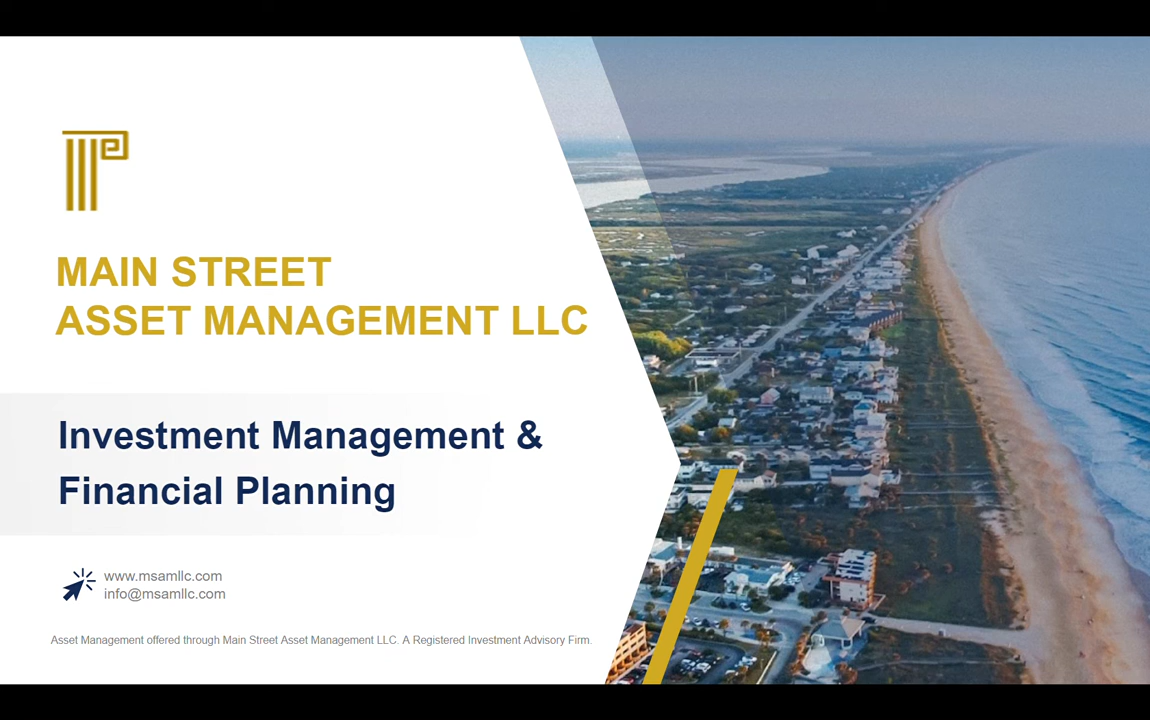 MAIN STREET
ASSET MANAGEMENT LLC
Investment Management &
Financial Planning
www.msamllc.com
info@msamllc.com
Asset Management offered through Main Street Asset Management LLC. A Registered Investment Advisory Firm.